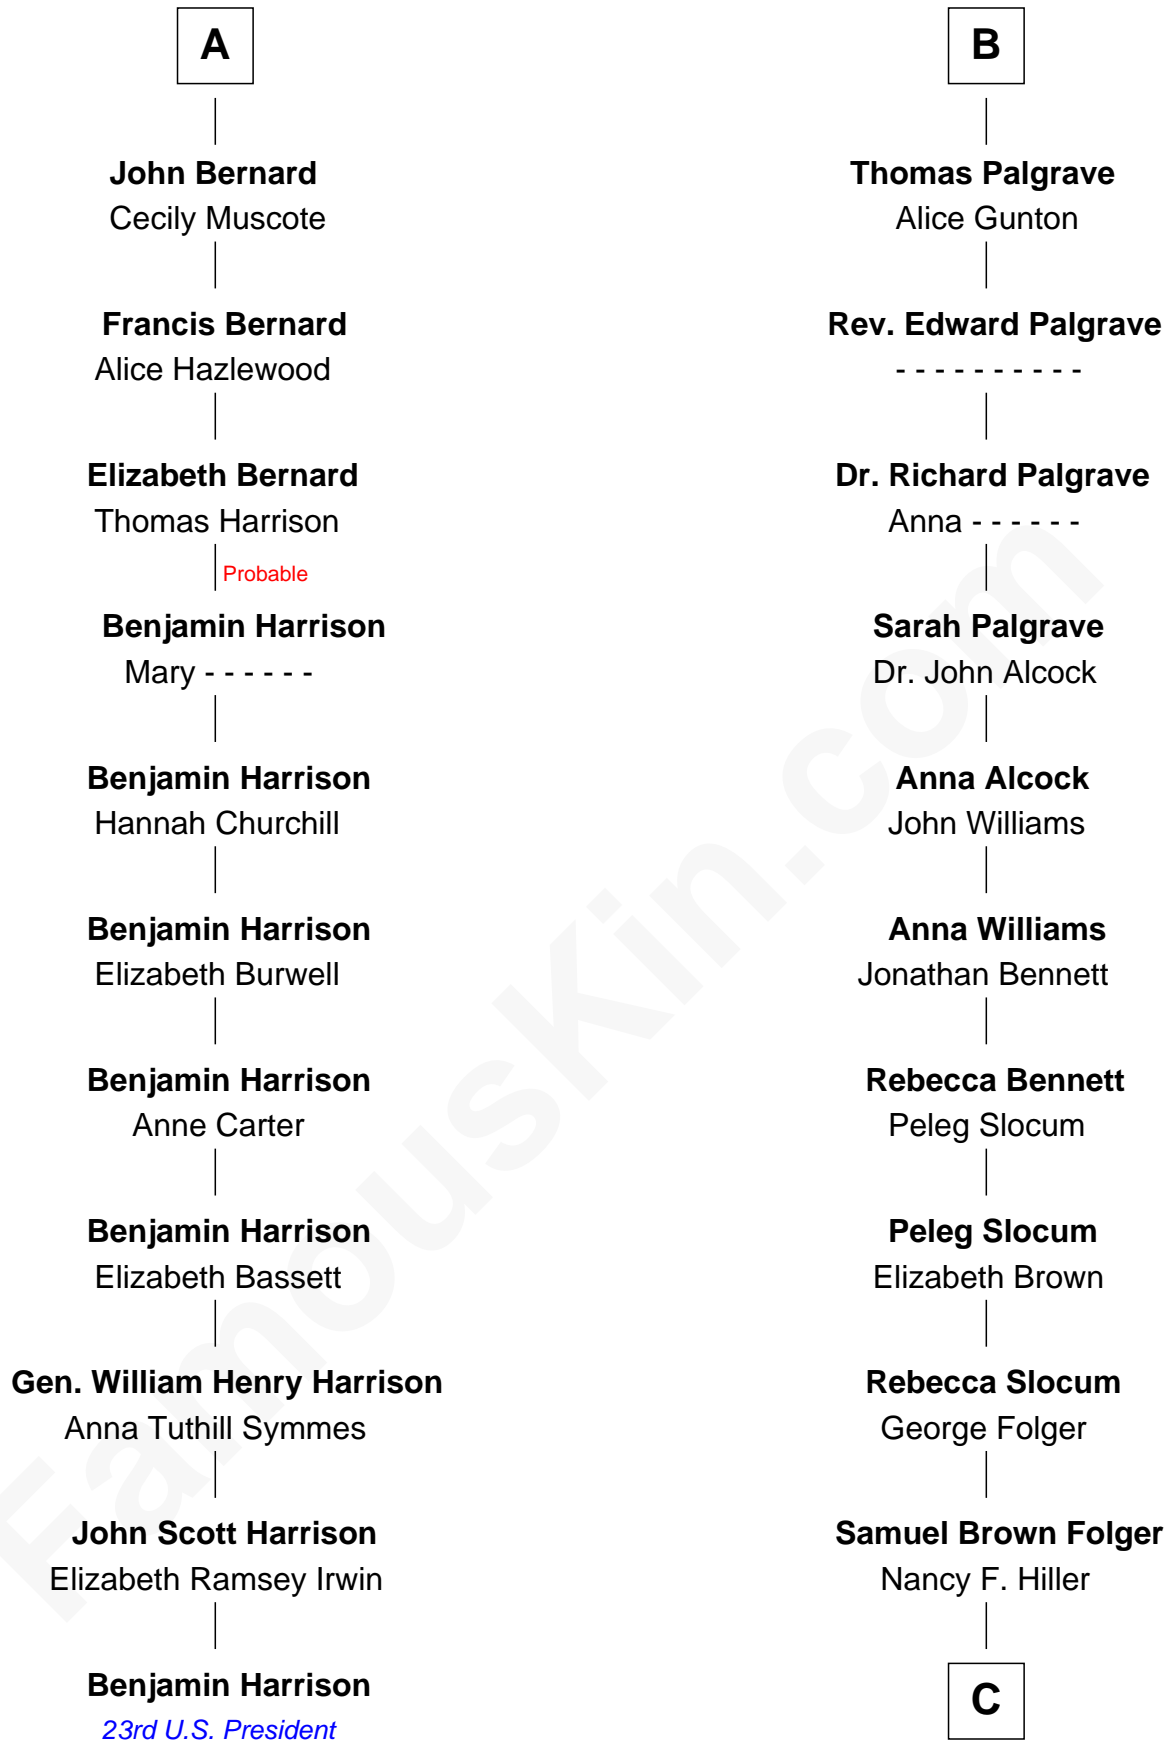 A
John Bernard
Cecily Muscote
Francis Bernard
Alice Hazlewood
Elizabeth Bernard
Thomas Harrison
Probable
Benjamin Harrison
Mary - - - - - -
Benjamin Harrison
Hannah Churchill
Benjamin Harrison
Elizabeth Burwell
Benjamin Harrison
Anne Carter
Benjamin Harrison
Elizabeth Bassett
Gen. William Henry Harrison
Anna Tuthill Symmes
John Scott Harrison
Elizabeth Ramsey Irwin
Benjamin Harrison
23rd U.S. President
B
Thomas Palgrave
Alice Gunton
Rev. Edward Palgrave
- - - - - - - - - -
Dr. Richard Palgrave
Anna - - - - - -
Sarah Palgrave
Dr. John Alcock
Anna Alcock
John Williams
Anna Williams
Jonathan Bennett
Rebecca Bennett
Peleg Slocum
Peleg Slocum
Elizabeth Brown
Rebecca Slocum
George Folger
Samuel Brown Folger
Nancy F. Hiller
C
FamousKin.com